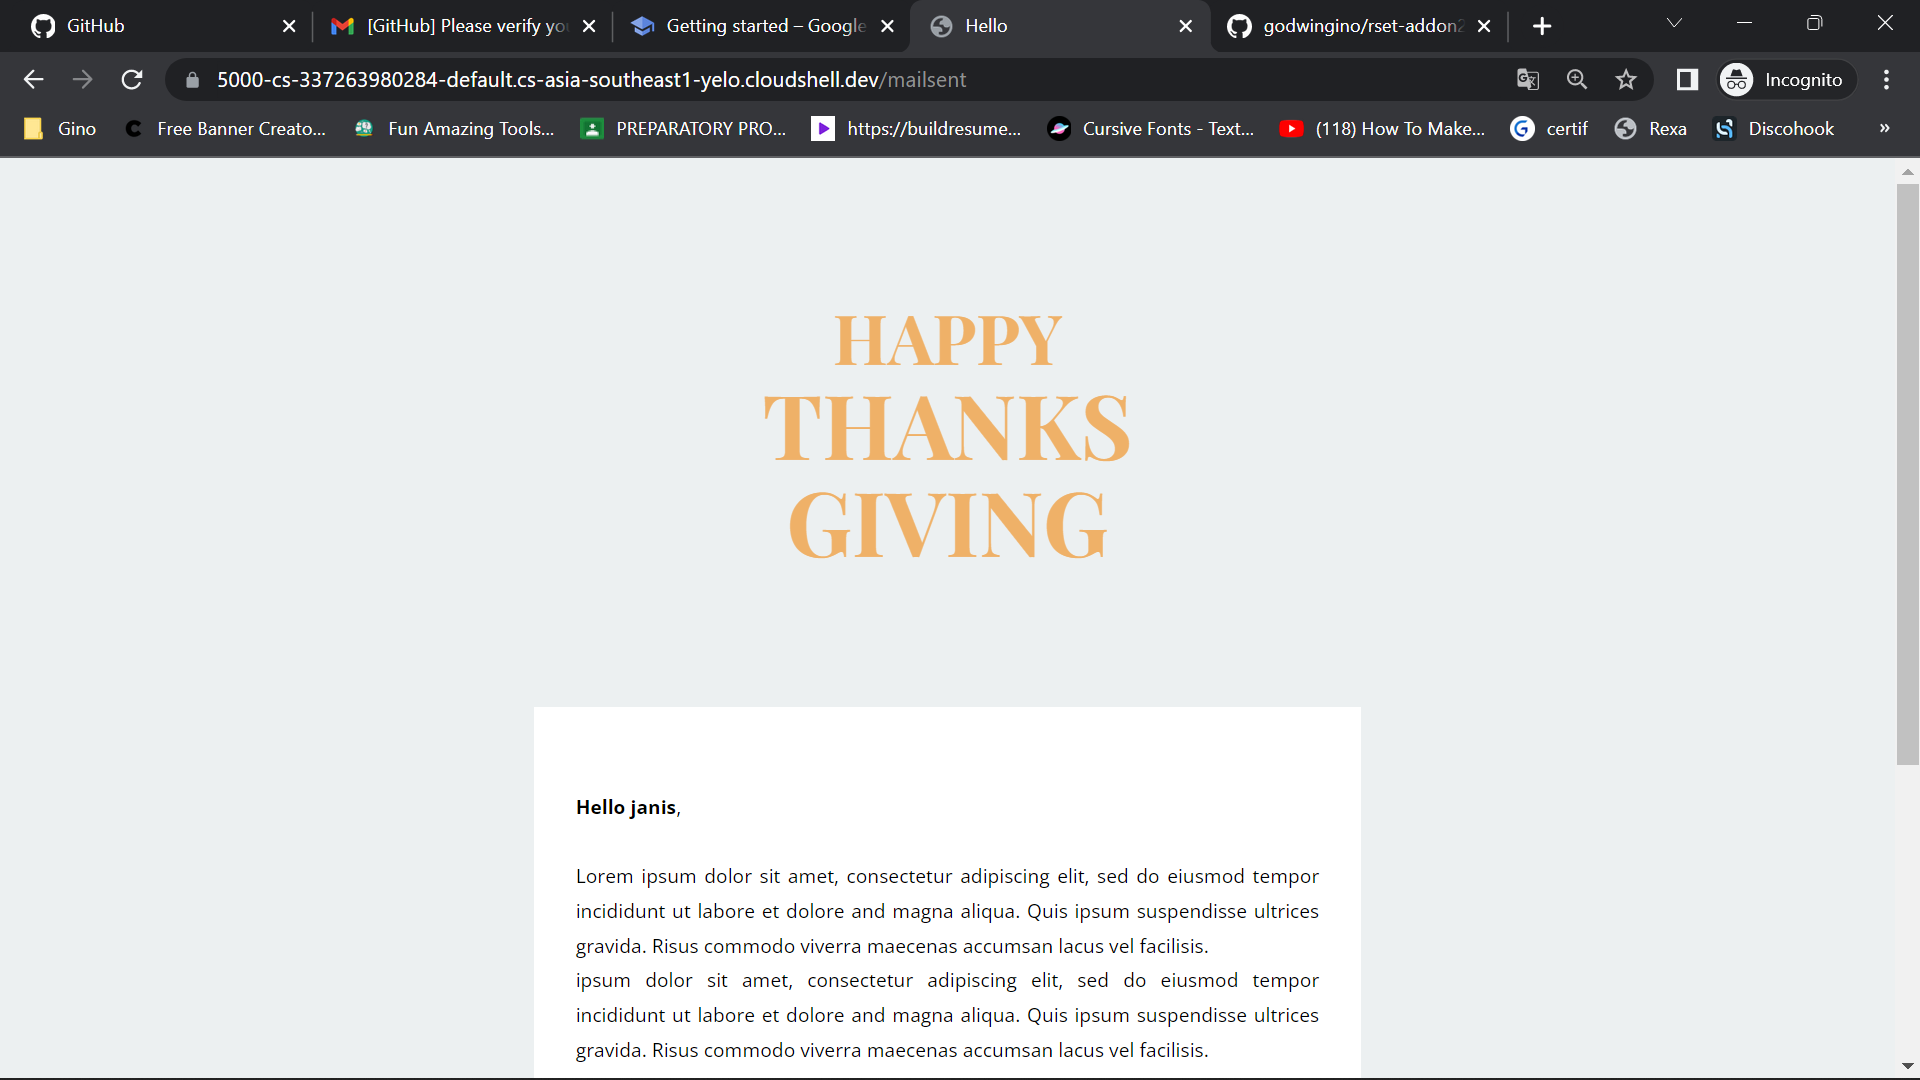 GitHub
[GitHub] Please verify yo
Getting started – Google
Hello
godwingino/rset-addon2
5000-cs-337263980284-default.cs-asia-southeast1-yelo.cloudshell.dev/mailsent
Incognito
Gino
Free Banner Creato...
Fun Amazing Tools...
PREPARATORY PRO...
https://buildresume...
Cursive Fonts - Text...
(118) How To Make...
certif
Rexa
Discohook
»
HAPPY
THANKS
GIVING
Hello janis,
Lorem ipsum dolor sit amet, consectetur adipiscing elit, sed do eiusmod tempor
incididunt ut labore et dolore and magna aliqua. Quis ipsum suspendisse ultrices
gravida. Risus commodo viverra maecenas accumsan lacus vel facilisis.
ipsum dolor sit amet, consectetur adipiscing elit, sed do eiusmod tempor
incididunt ut labore et dolore and magna aliqua. Quis ipsum suspendisse ultrices
gravida. Risus commodo viverra maecenas accumsan lacus vel facilisis.